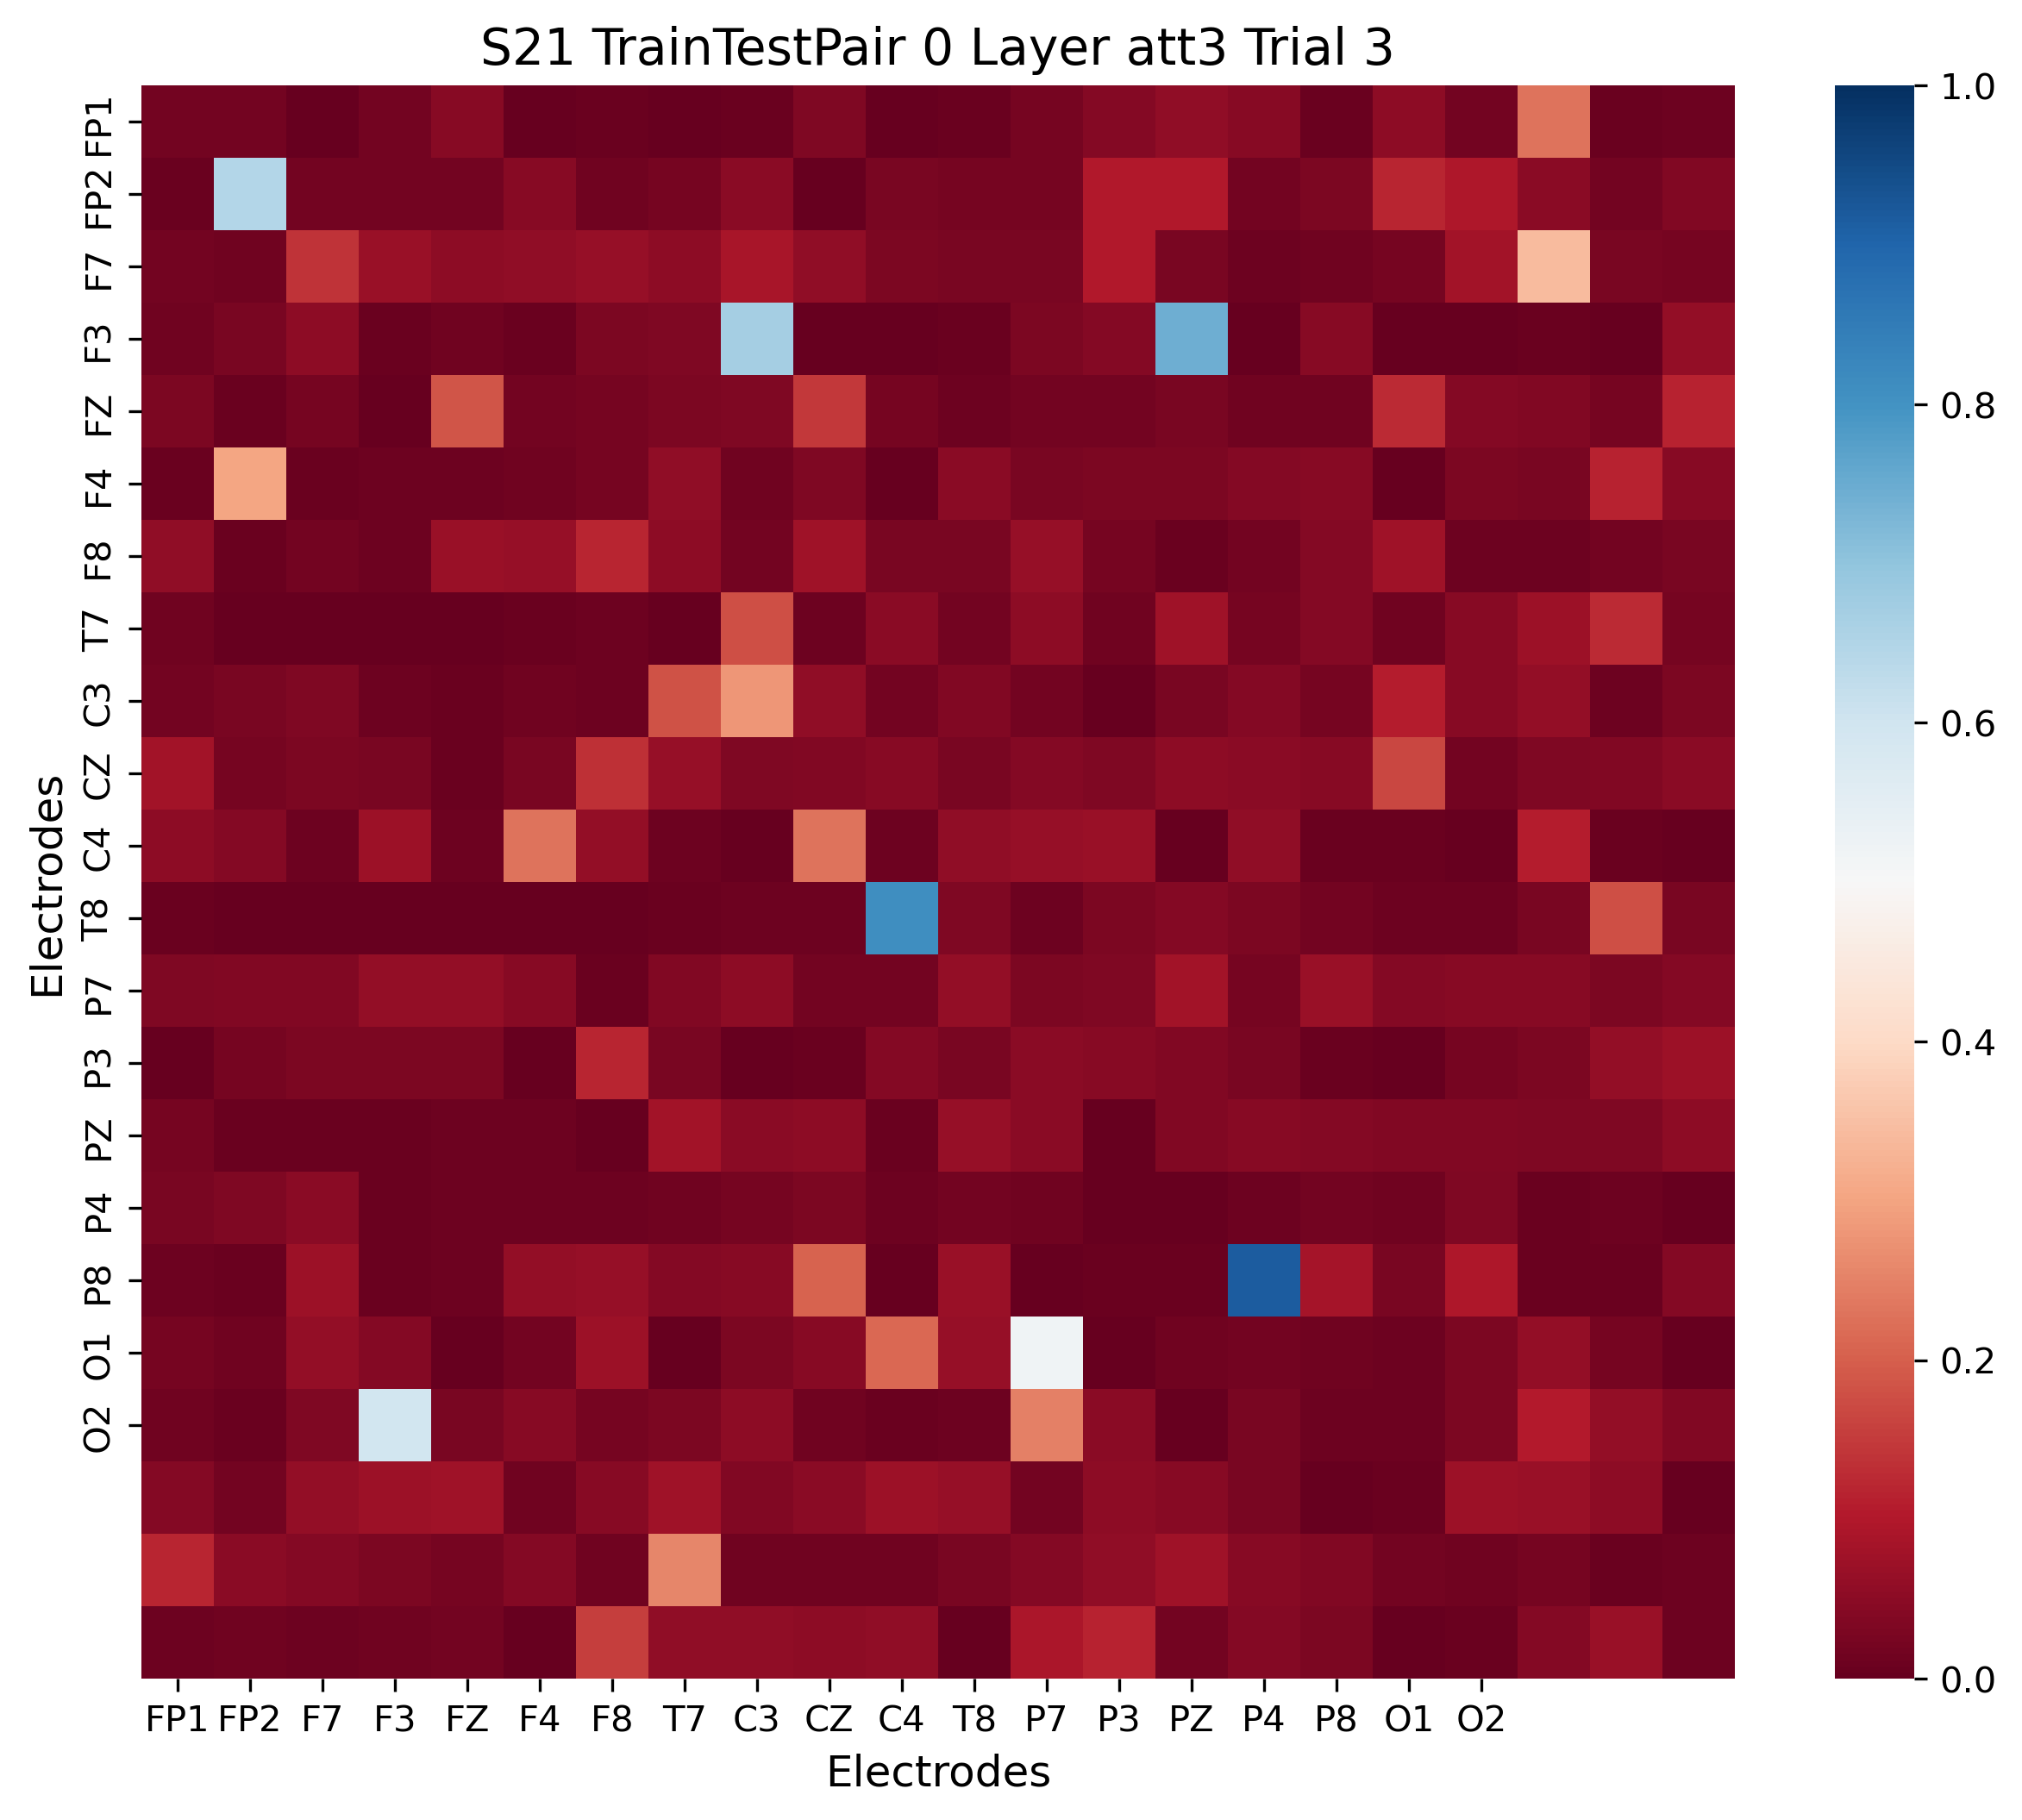 S21 TrainTestPair 0 Layer att3 Trial 3
Electrodes
FP1
FP2
F7
F3
FZ
F4
F8
T7
C3
CZ
C4
T8
P7
P3
PZ
P4
P8
O1
O2
FP1 FP2 F7 F3 FZ F4 F8 T7 C3 CZ C4 T8 P7 P3 PZ P4 P8 O1 O2
Electrodes
1.0
0.8
0.6
0.4
0.2
0.0